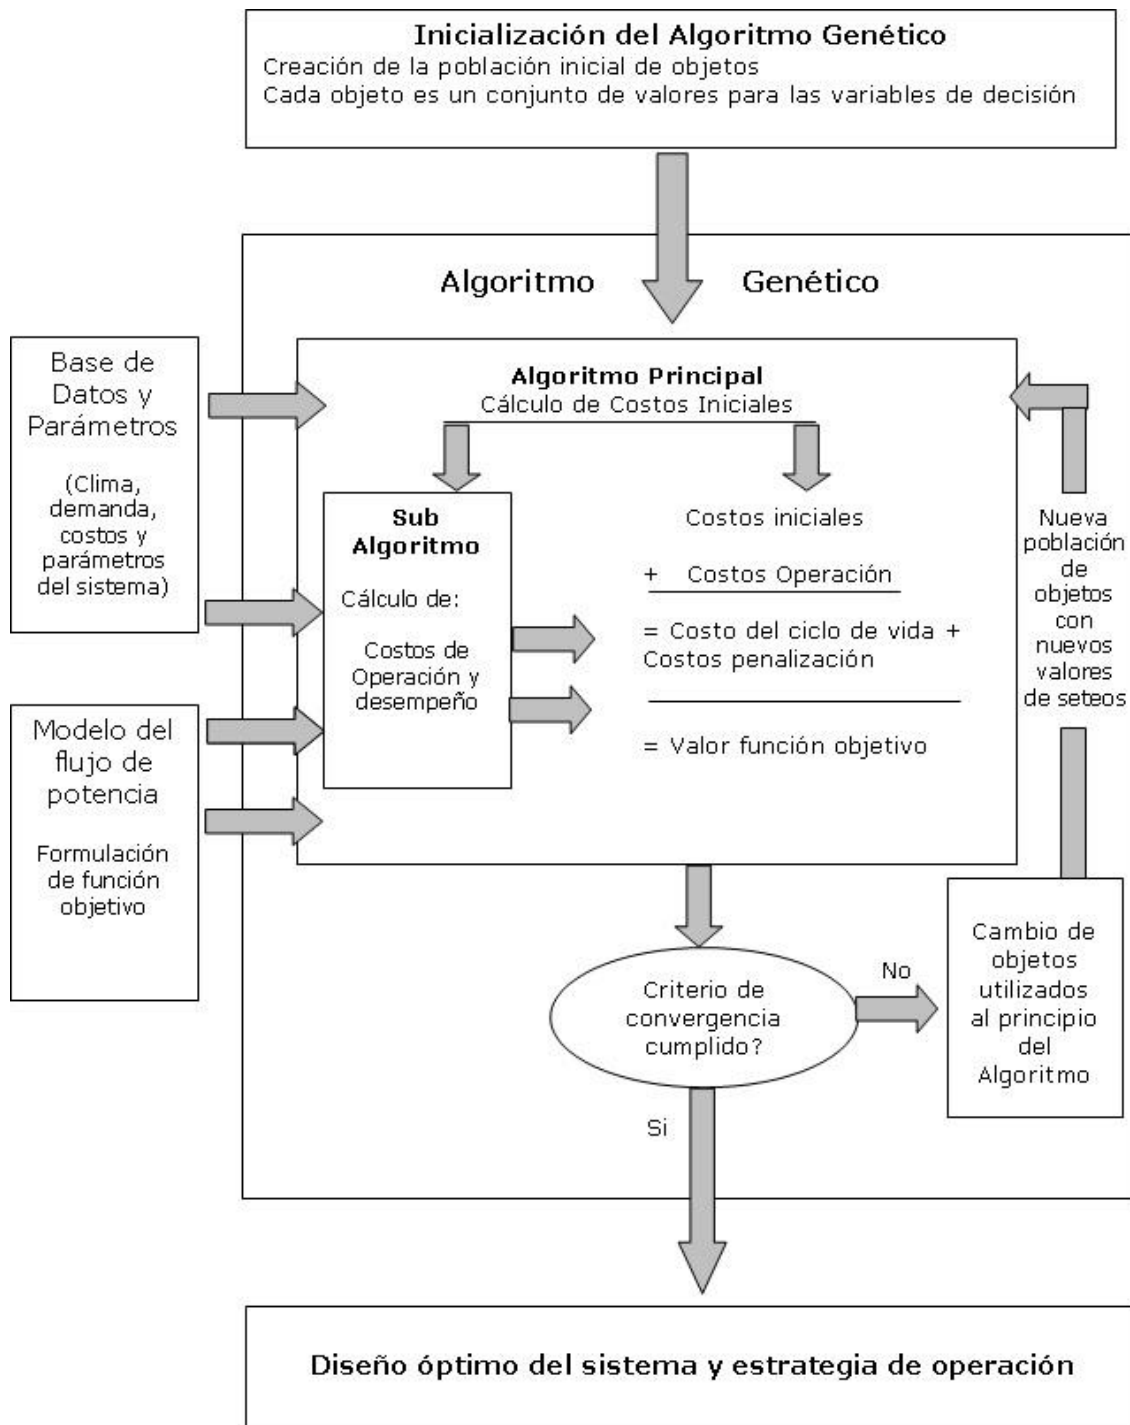 Inicialización del Algoritmo Genético
Creación de la población inicial de objetos
Cada objeto es un conjunto de valores para las variables de decisión
Algoritmo Genético
Base de
Datos y
Parámetros
(Clima,
demanda,
costos y
parámetros
del sistema)
Modelo del
flujo de
potencia
Formulación
de función
objetivo
Algoritmo Principal
Cálculo de Costos Iniciales
Sub
Algoritmo
Cálculo de:
Costos de
Operación y
desempeño
Costos iniciales
+ Costos Operación
= Costo del ciclo de vida +
Costos penalización
= Valor función objetivo
Nueva
población
de
objetos
con
nuevos
valores
de seteos
Criterio de
convergencia
cumplido?
No
Cambio de
objetos
utilizados
al principio
del
Algoritmo
Si
Diseño óptimo del sistema y estrategia de operación